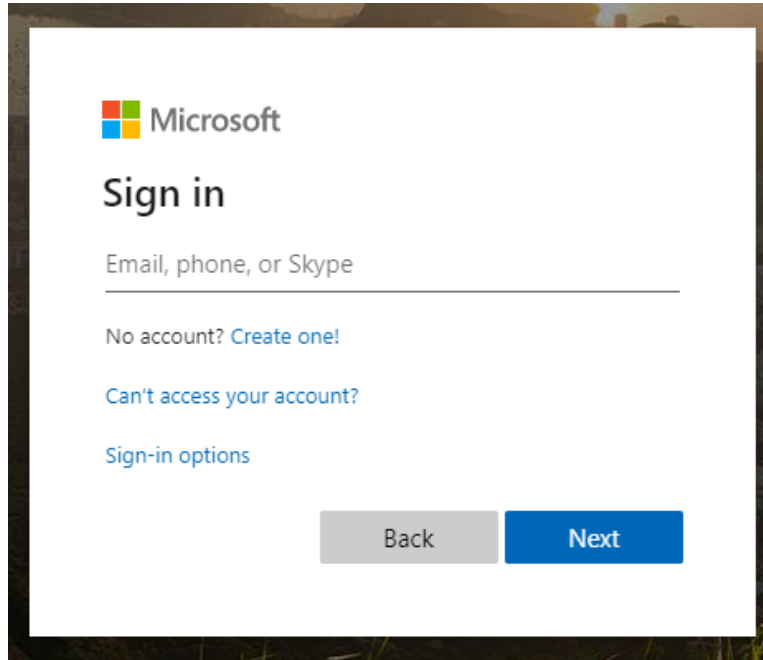 Microsoft
Sign in
Email, phone, or Skype
No account? Create one!
Can't access your account?
Sign-in options
Back Next